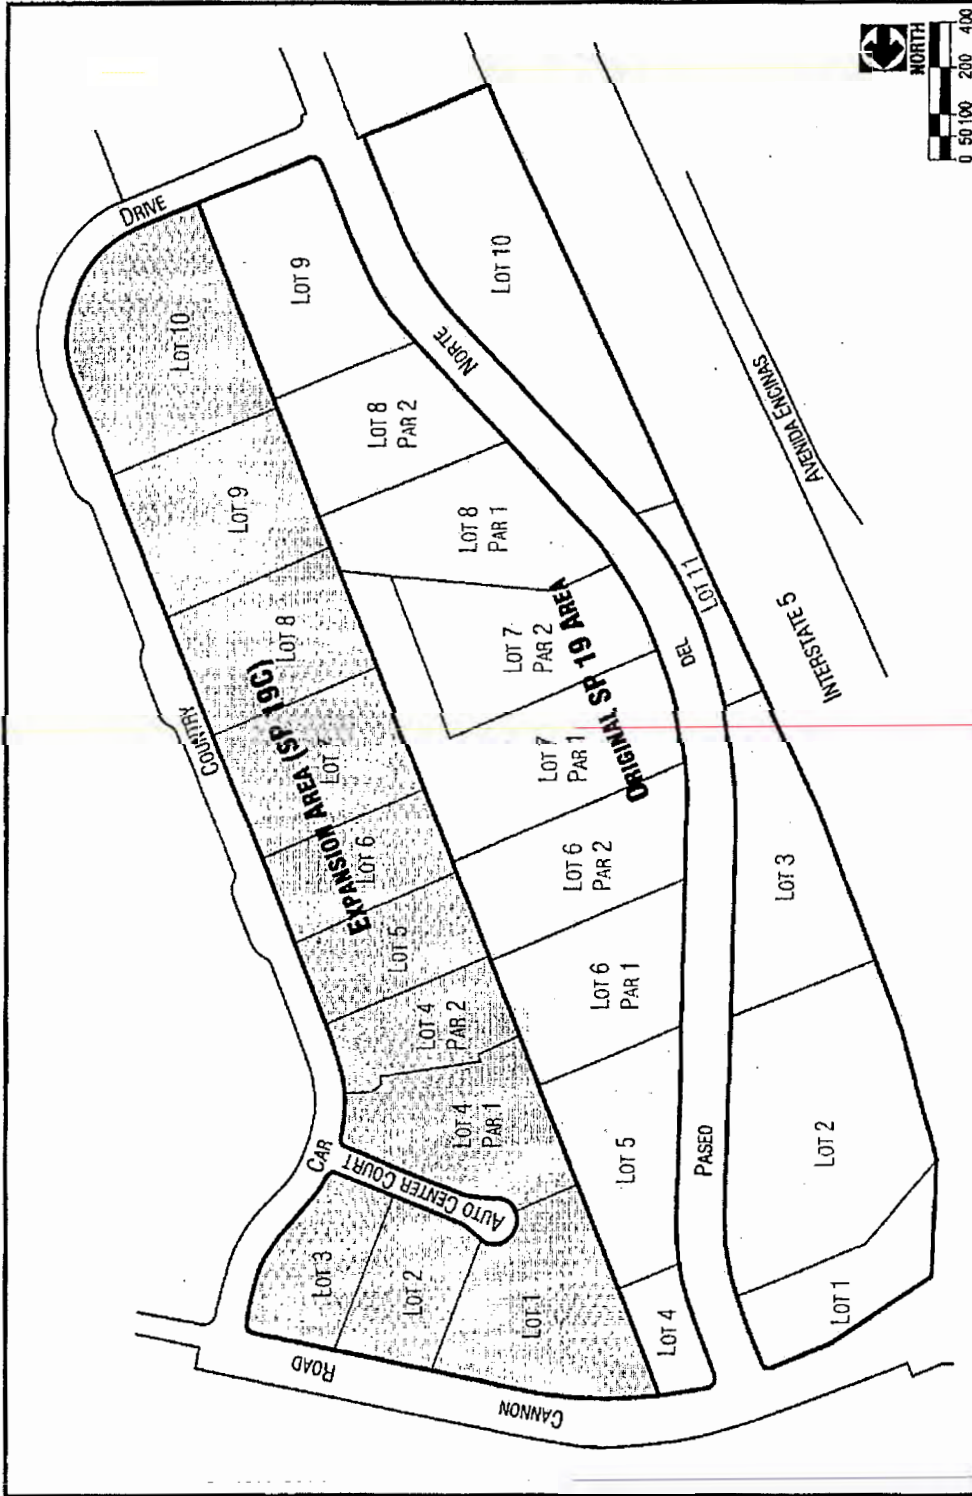 NORTH
0 50 100 200 400
DRIVE
LOT 10
LOT 9
LOT 8
LOT 7
LOT 6
LOT 5
LOT 4
PAR 2
LOT 4
PAR 1
LOT 3
LOT 2
LOT 1
EXPANSION AREA (SP 19C)
COUNTRY
CAR
AUTO CENTER COURT
ROAD
CANNON
LOT 9
LOT 8
PAR 2
LOT 8
PAR 1
LOT 7
PAR 2
LOT 7
PAR 1
LOT 6
PAR 2
LOT 6
PAR 1
LOT 5
LOT 4
ORIGINAL SP 19 AREA
NORTE
DEL
PASEO
LOT 10
LOT 11
LOT 3
LOT 2
LOT 1
INTERSTATE 5
AVENIDA ENCINAS